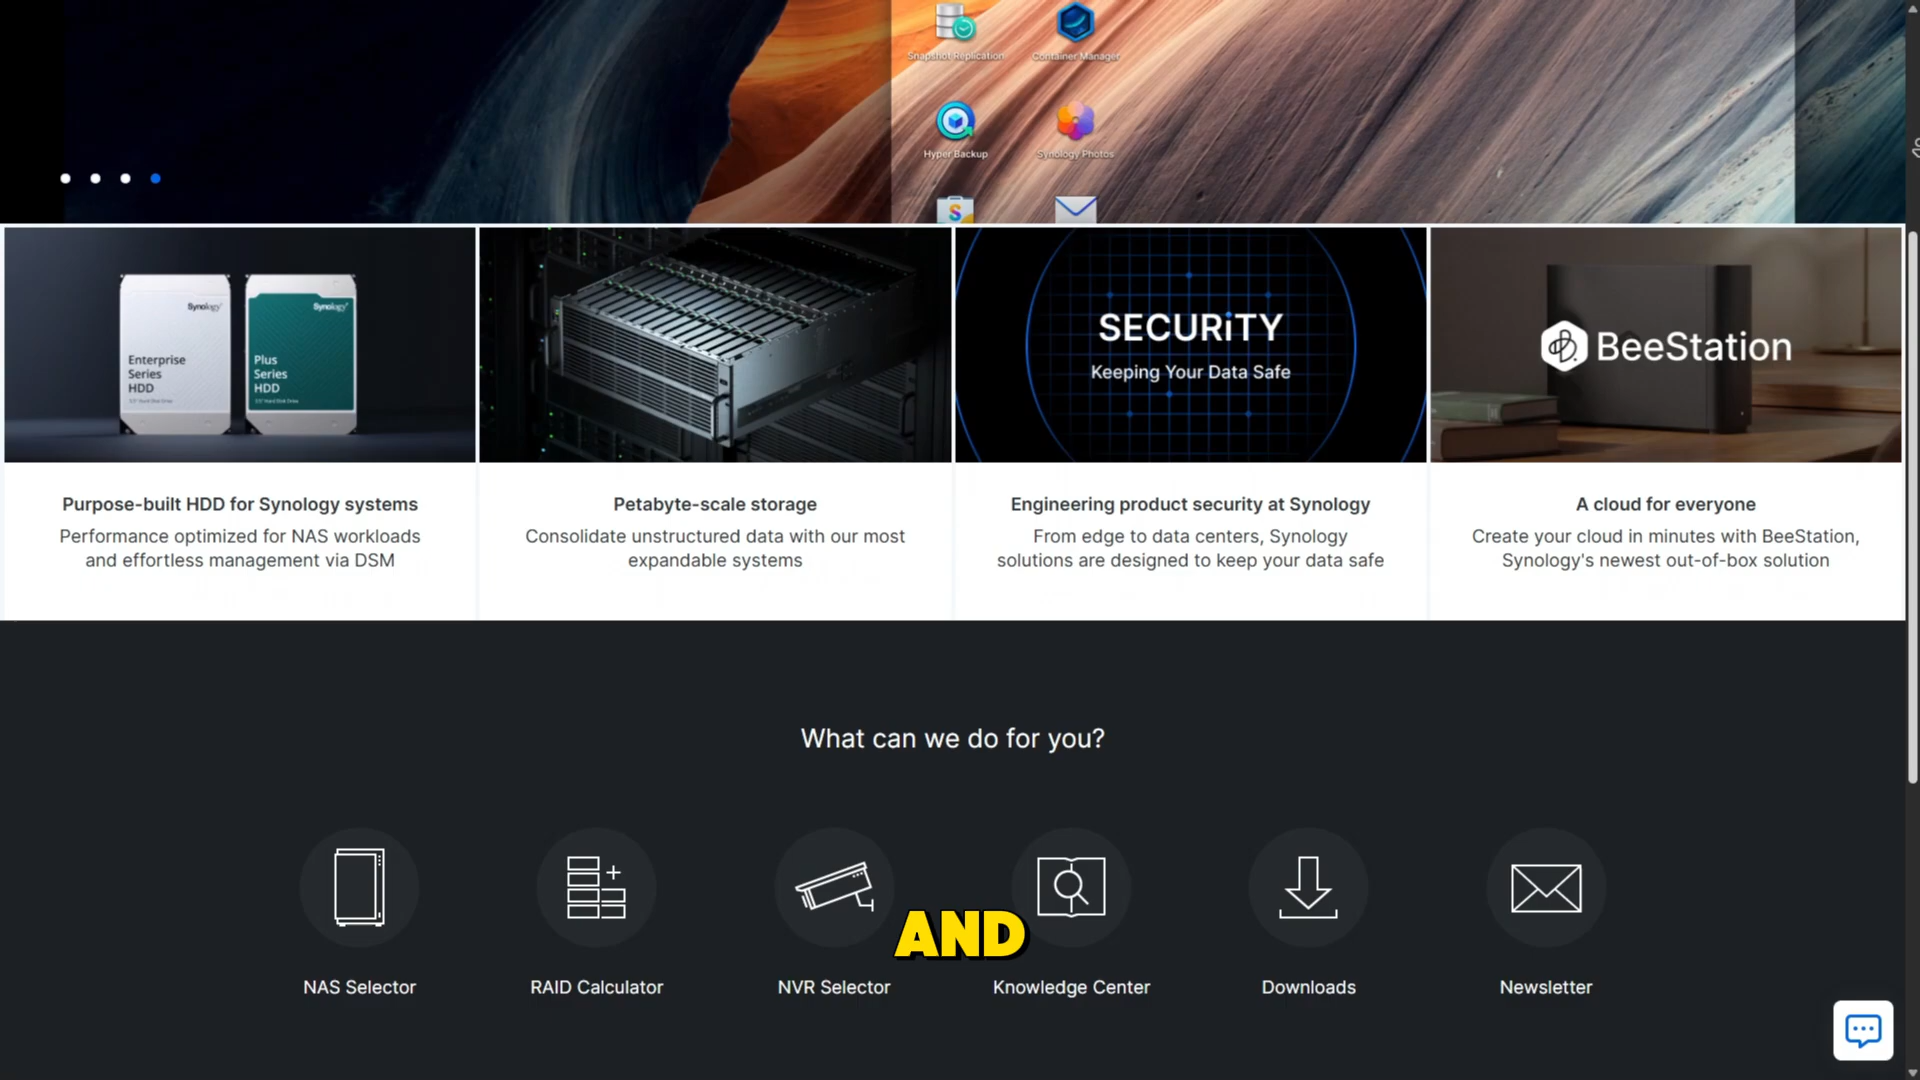 Snapshot Replication
Container Manager
Hyper Backup
Synology Photos
S
Synology
Enterprise
Series
HDD
Synology
Plus
Series
HDD
SECURiTY
Keeping Your Data Safe
BeeStation
Purpose-built HDD for Synology systems
Performance optimized for NAS workloads
and effortless management via DSM
Petabyte-scale storage
Consolidate unstructured data with our most
expandable systems
Engineering product security at Synology
From edge to data centers, Synology
solutions are designed to keep your data safe
A cloud for everyone
Create your cloud in minutes with BeeStation,
Synology's newest out-of-box solution
What can we do for you?
AND
NAS Selector
RAID Calculator
NVR Selector
Knowledge Center
Downloads
Newsletter